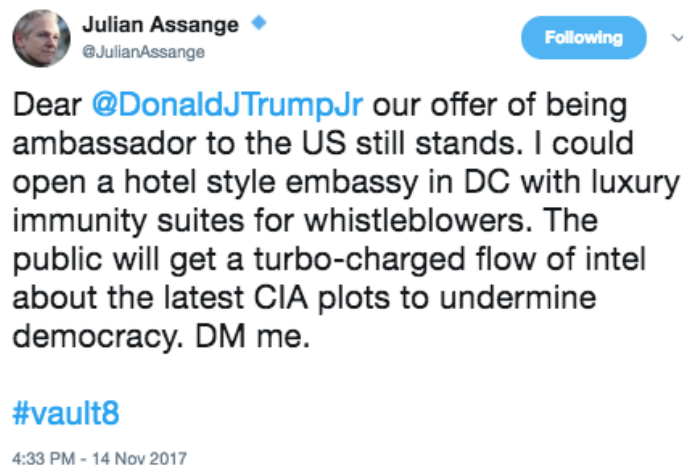 Julian Assange
@JulianAssange
Following
Dear @DonaldJTrumpJr our offer of being
ambassador to the US still stands. I could
open a hotel style embassy in DC with luxury
immunity suites for whistleblowers. The
public will get a turbo-charged flow of intel
about the latest CIA plots to undermine
democracy. DM me.
#vault8
4:33 PM - 14 Nov 2017